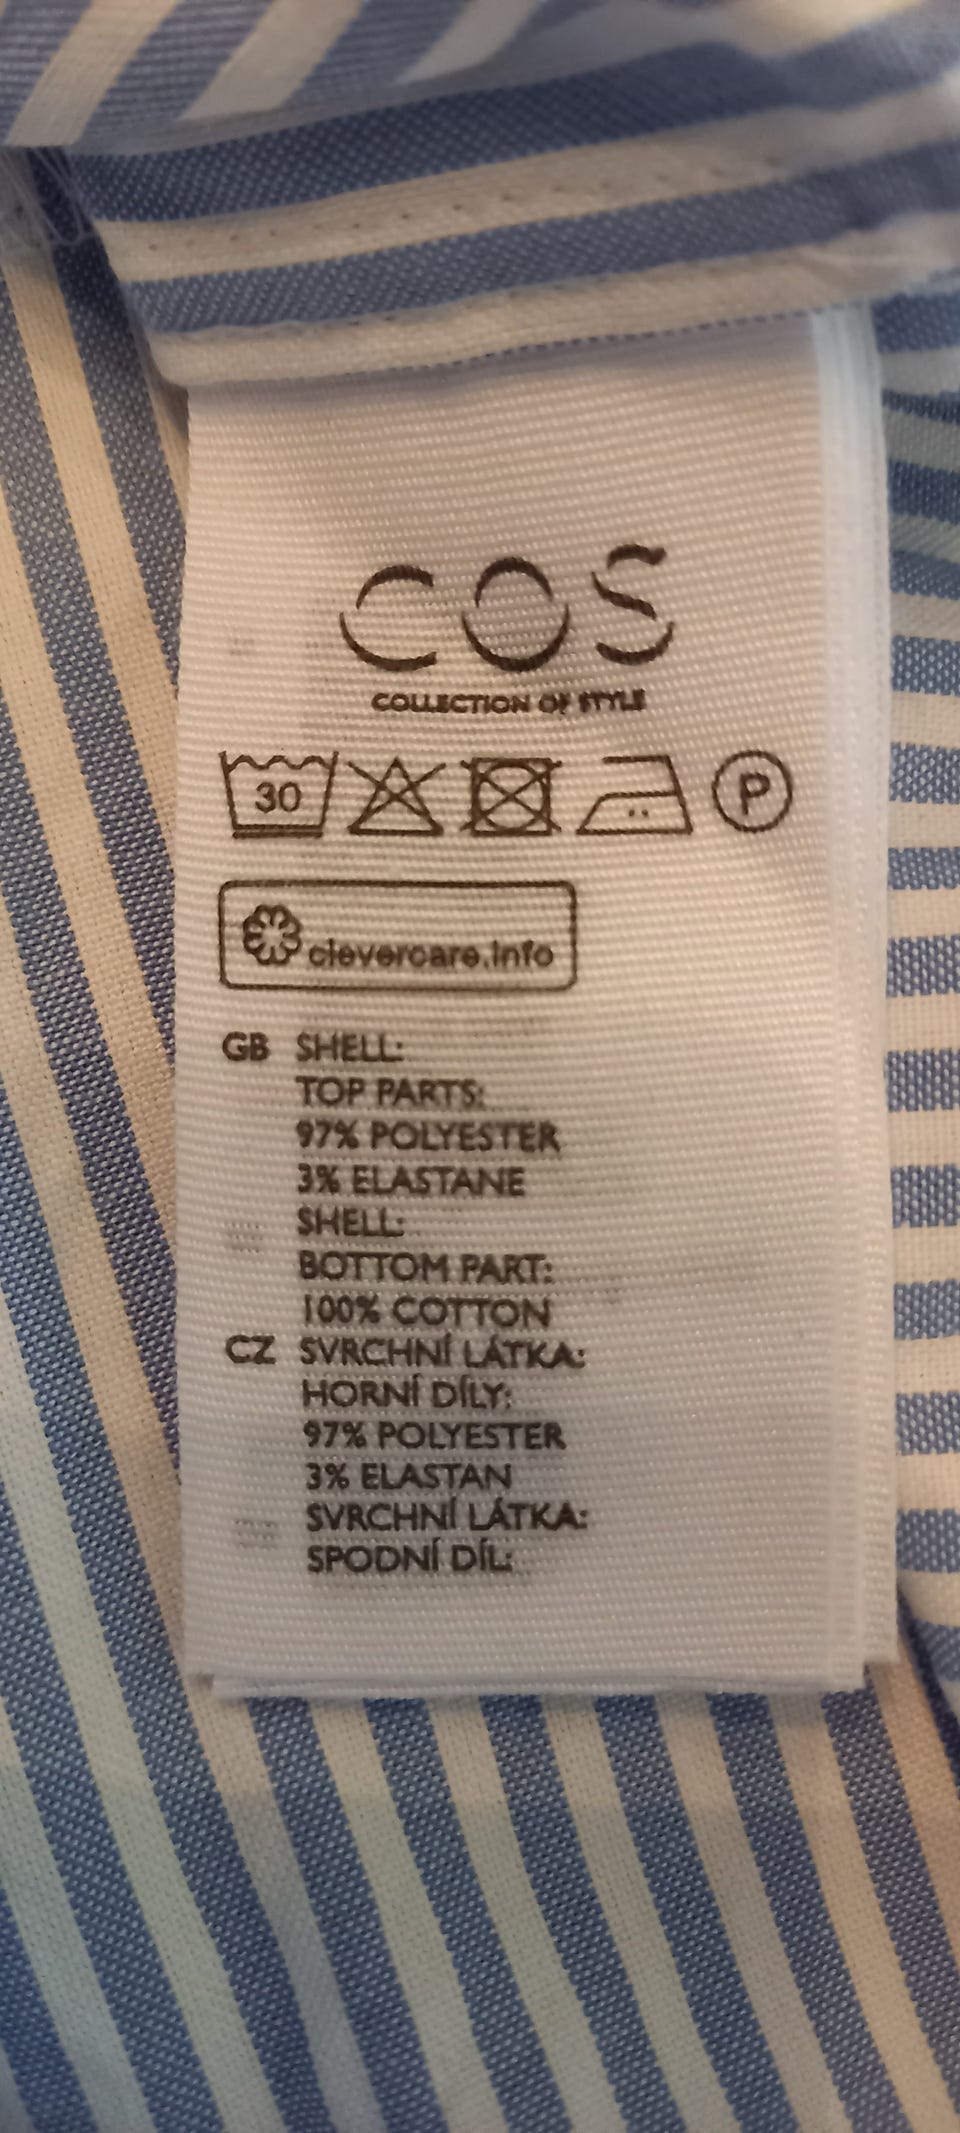 COS
COLLECTION OF STYLE
30 P
clevercare.info
GB SHELL:
TOP PARTS:
97% POLYESTER
3% ELASTANE
SHELL:
BOTTOM PART:
100% COTTON
CZ SVRCHNÍ LÁTKA:
HORNÍ DÍLY:
97% POLYESTER
3% ELASTAN
SVRCHNÍ LÁTKA:
SPODNÍ DÍL: